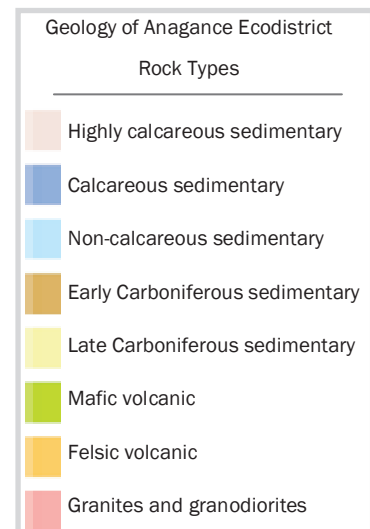 Geology of Anagance Ecodistrict
Rock Types
Highly calcareous sedimentary
Calcareous sedimentary
Non-calcareous sedimentary
Early Carboniferous sedimentary
Late Carboniferous sedimentary
Mafic volcanic
Felsic volcanic
Granites and granodiorites